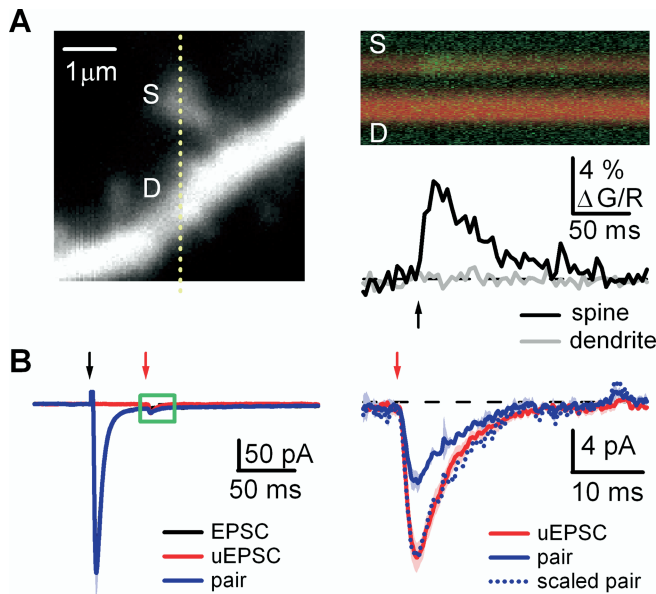 A
1μm
S
D
S
D
4 %
Δ G/R
50 ms
spine
dendrite
B
50 pA
50 ms
EPSC
uEPSC
pair
4 pA
10 ms
uEPSC
pair
scaled pair